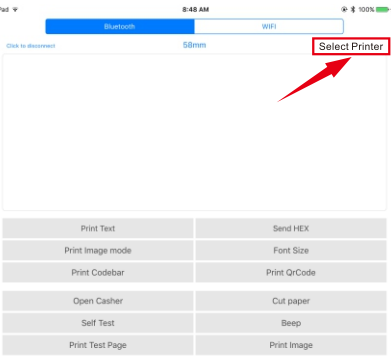 Pad 8:48 AM 100%
Bluetooth WIFI
Click to disconnect 58mm Select Printer
Print Text Send HEX
Print Image mode Font Size
Print Codebar Print QrCode
Open Casher Cut paper
Self Test Beep
Print Test Page Print Image